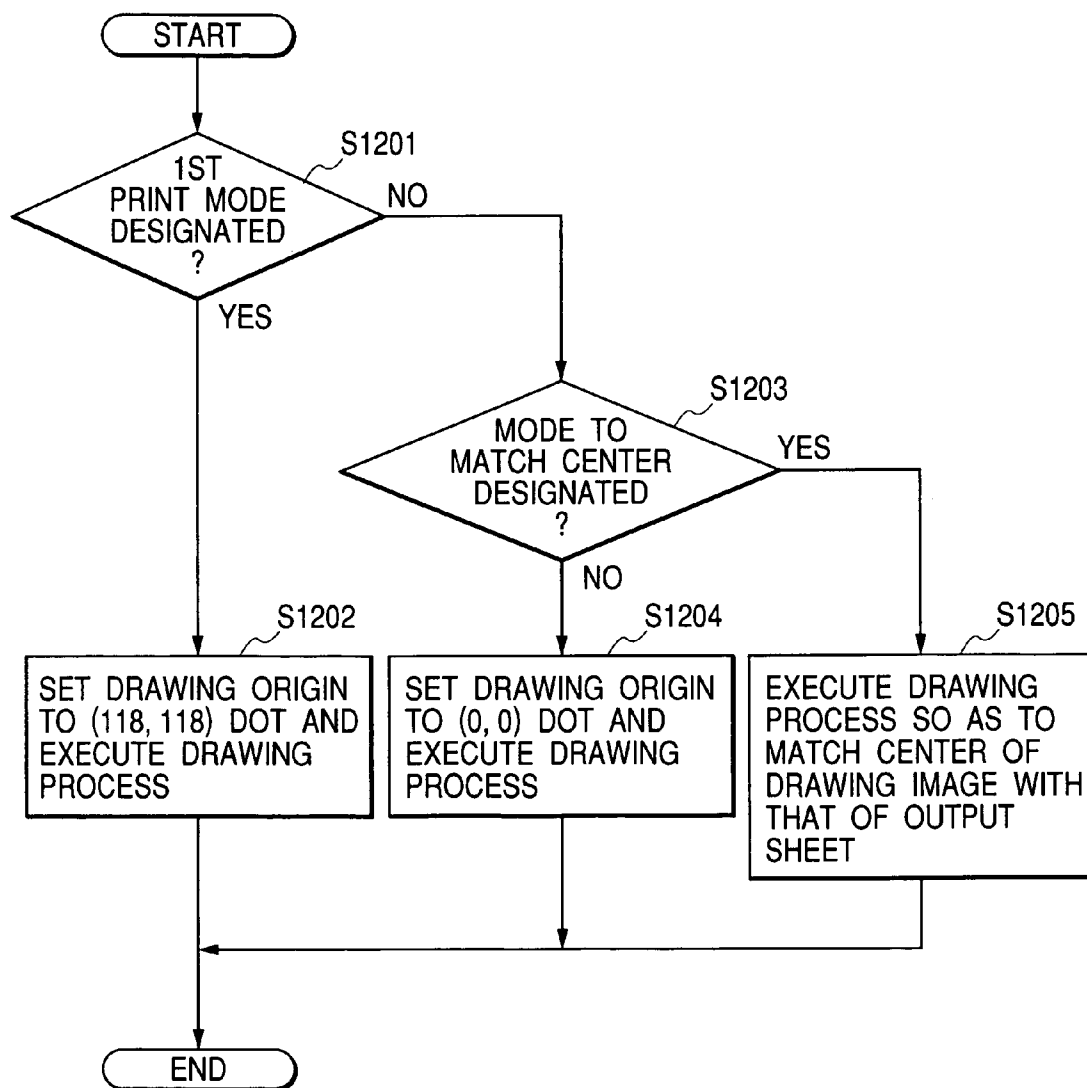 START
S1201
1ST
PRINT MODE
DESIGNATED
?
NO
YES
S1203
MODE TO
MATCH CENTER
DESIGNATED
?
YES
NO
S1202
SET DRAWING ORIGIN
TO (118, 118) DOT AND
EXECUTE DRAWING
PROCESS
S1204
SET DRAWING ORIGIN
TO (0, 0) DOT AND
EXECUTE DRAWING
PROCESS
S1205
EXECUTE DRAWING
PROCESS SO AS TO
MATCH CENTER OF
DRAWING IMAGE WITH
THAT OF OUTPUT
SHEET
END